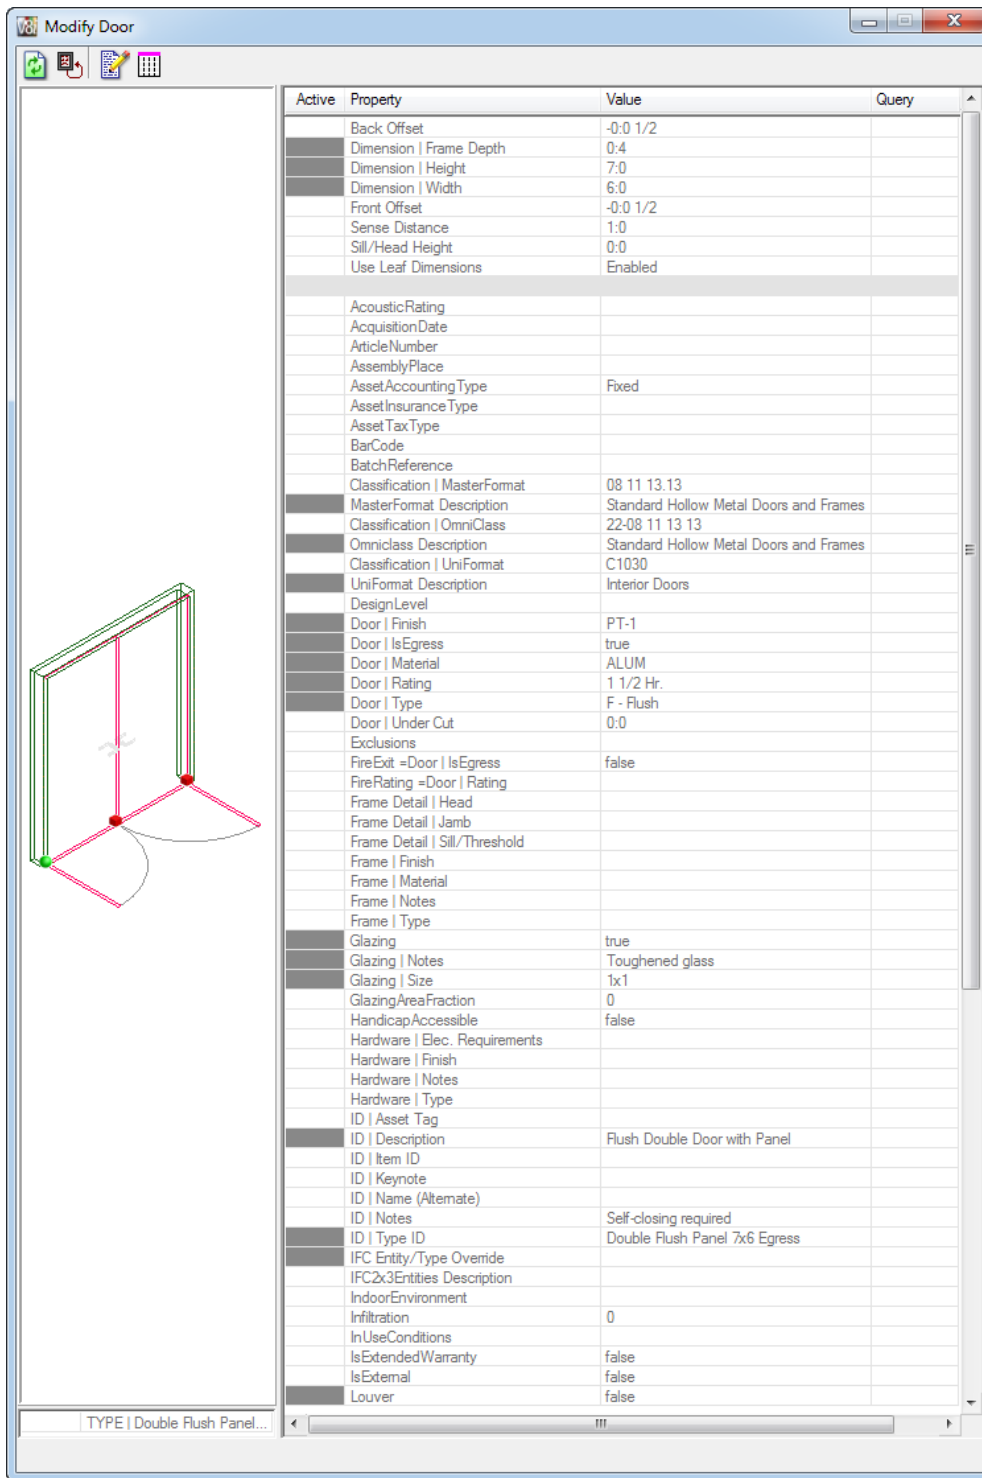 V8i Modify Door
Active Property Value Query
Back Offset -0:0 1/2
Dimension | Frame Depth 0:4
Dimension | Height 7:0
Dimension | Width 6:0
Front Offset -0:0 1/2
Sense Distance 1:0
Sill/Head Height 0:0
Use Leaf Dimensions Enabled
AcousticRating
AcquisitionDate
ArticleNumber
AssemblyPlace
AssetAccountingType Fixed
AssetInsuranceType
AssetTaxType
BarCode
BatchReference
Classification | MasterFormat 08 11 13.13
MasterFormat Description Standard Hollow Metal Doors and Frames
Classification | OmniClass 22-08 11 13 13
Omniclass Description Standard Hollow Metal Doors and Frames
Classification | UniFormat C1030
UniFormat Description Interior Doors
DesignLevel
Door | Finish PT-1
Door | IsEgress true
Door | Material ALUM
Door | Rating 1 1/2 Hr.
Door | Type F - Flush
Door | Under Cut 0:0
Exclusions
FireExit =Door | IsEgress false
FireRating =Door | Rating
Frame Detail | Head
Frame Detail | Jamb
Frame Detail | Sill/Threshold
Frame | Finish
Frame | Material
Frame | Notes
Frame | Type
Glazing true
Glazing | Notes Toughened glass
Glazing | Size 1x1
GlazingAreaFraction 0
HandicapAccessible false
Hardware | Elec. Requirements
Hardware | Finish
Hardware | Notes
Hardware | Type
ID | Asset Tag
ID | Description Flush Double Door with Panel
ID | Item ID
ID | Keynote
ID | Name (Alternate)
ID | Notes Self-closing required
ID | Type ID Double Flush Panel 7x6 Egress
IFC Entity/Type Override
IFC2x3Entities Description
IndoorEnvironment
Infiltration 0
InUseConditions
IsExtendedWarranty false
IsExternal false
Louver false
TYPE | Double Flush Panel...